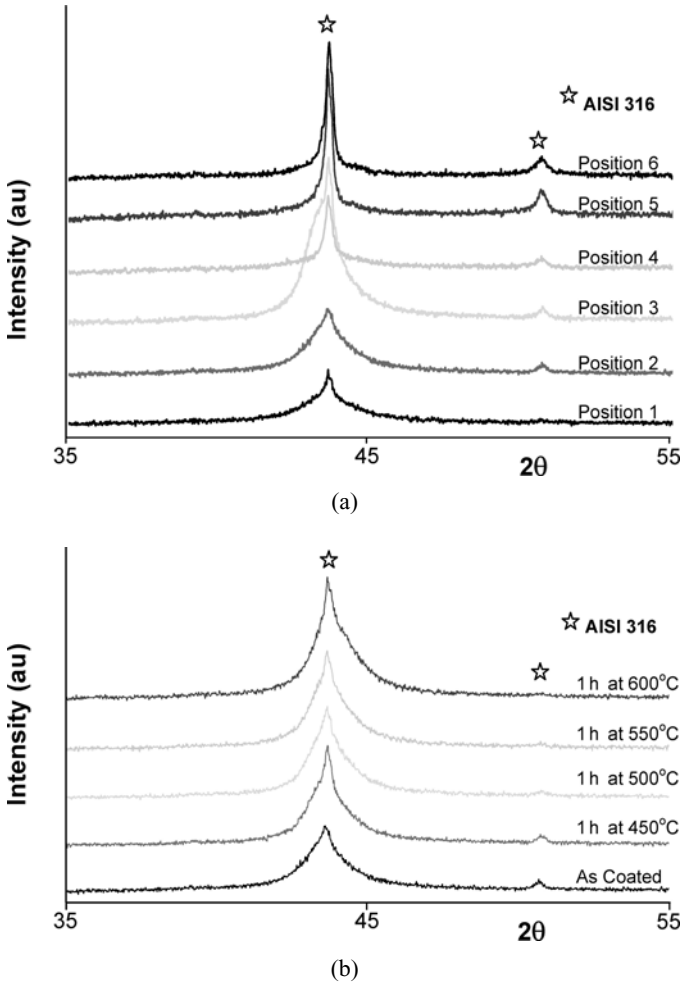 ☆ AISI 316
Position 6
Position 5
Position 4
Position 3
Position 2
Position 1
Intensity (au)
35
45
2θ
55
(a)
☆ AISI 316
1 h at 600°C
1 h at 550°C
1 h at 500°C
1 h at 450°C
As Coated
Intensity (au)
35
45
2θ
55
(b)